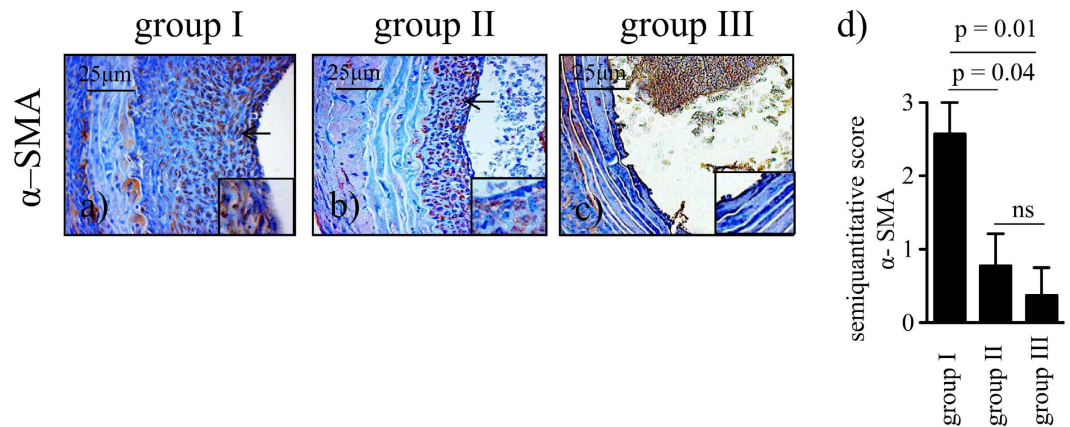 group I
group II
group III
d)
α–SMA
25µm
a)
25µm
b)
25µm
c)
p = 0.01
p = 0.04
ns
semiquantitative score
α- SMA
3
2
1
0
group I
group II
group III